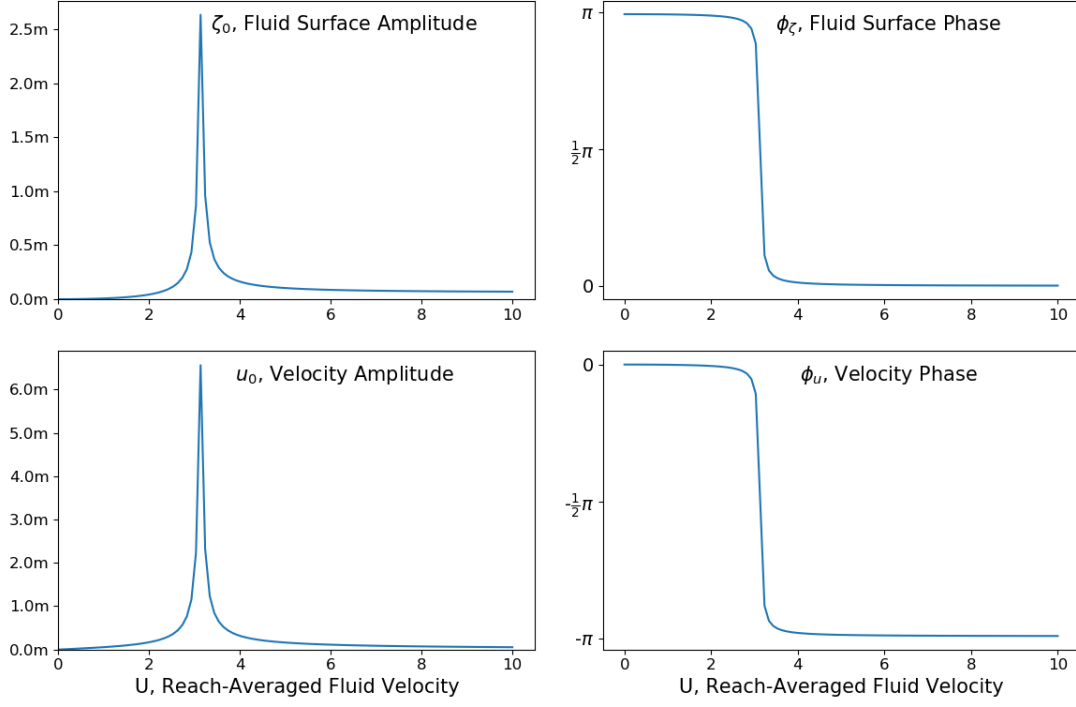 ζ₀, Fluid Surface Amplitude
2.5m
2.0m
1.5m
1.0m
0.5m
0.0m
0 2 4 6 8 10
ϕ_ζ, Fluid Surface Phase
π
½π
0
0 2 4 6 8 10
u₀, Velocity Amplitude
6.0m
5.0m
4.0m
3.0m
2.0m
1.0m
0.0m
0 2 4 6 8 10
U, Reach-Averaged Fluid Velocity
ϕ_u, Velocity Phase
0
-½π
-π
0 2 4 6 8 10
U, Reach-Averaged Fluid Velocity